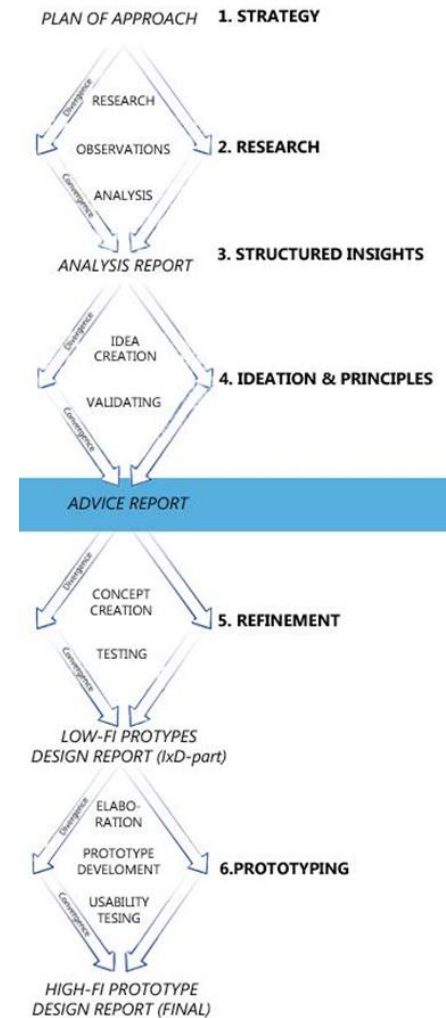 PLAN OF APPROACH 1. STRATEGY
Divergence
RESEARCH
OBSERVATIONS
2. RESEARCH
Convergence
ANALYSIS
ANALYSIS REPORT
3. STRUCTURED INSIGHTS
Divergence
IDEA
CREATION
4. IDEATION & PRINCIPLES
VALIDATING
Convergence
ADVICE REPORT
Divergence
CONCEPT
CREATION
5. REFINEMENT
TESTING
Convergence
LOW-FI PROTYPES
DESIGN REPORT (IxD-part)
Divergence
ELABO-
RATION
PROTOTYPE
DEVELOMENT
6.PROTOTYPING
USABILITY
TESING
Convergence
HIGH-FI PROTOTYPE
DESIGN REPORT (FINAL)